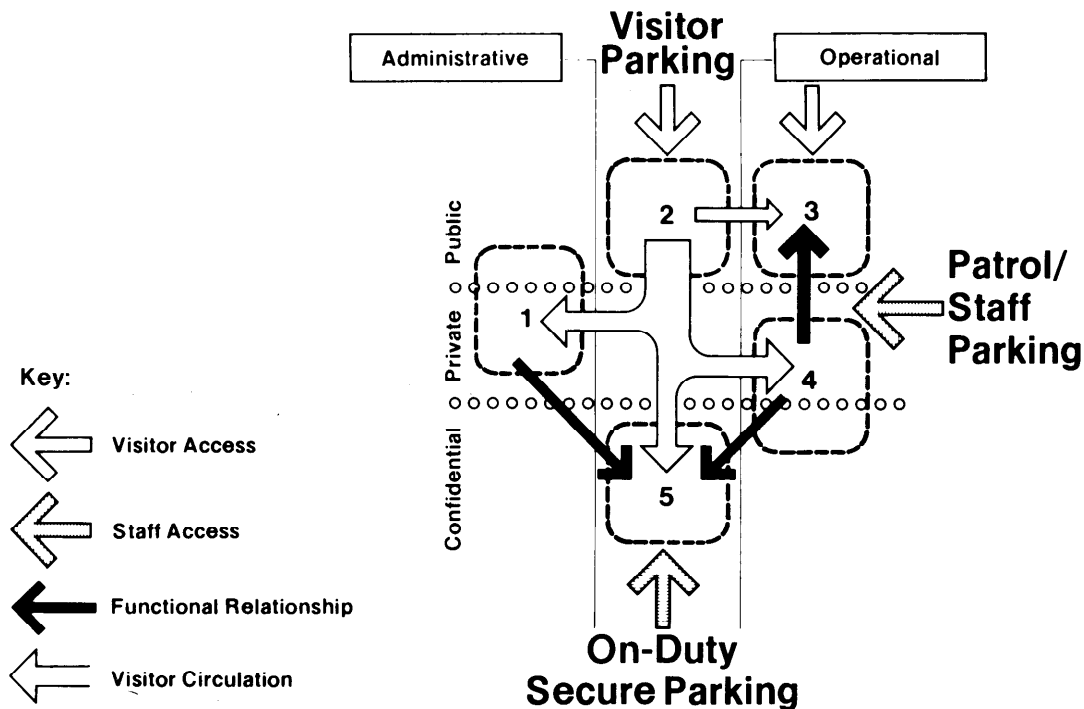 Visitor
Parking
Administrative
Operational
Public
Private
Confidential
2
3
1
4
5
Patrol/
Staff
Parking
Key:
Visitor Access
Staff Access
Functional Relationship
Visitor Circulation
On-Duty
Secure Parking